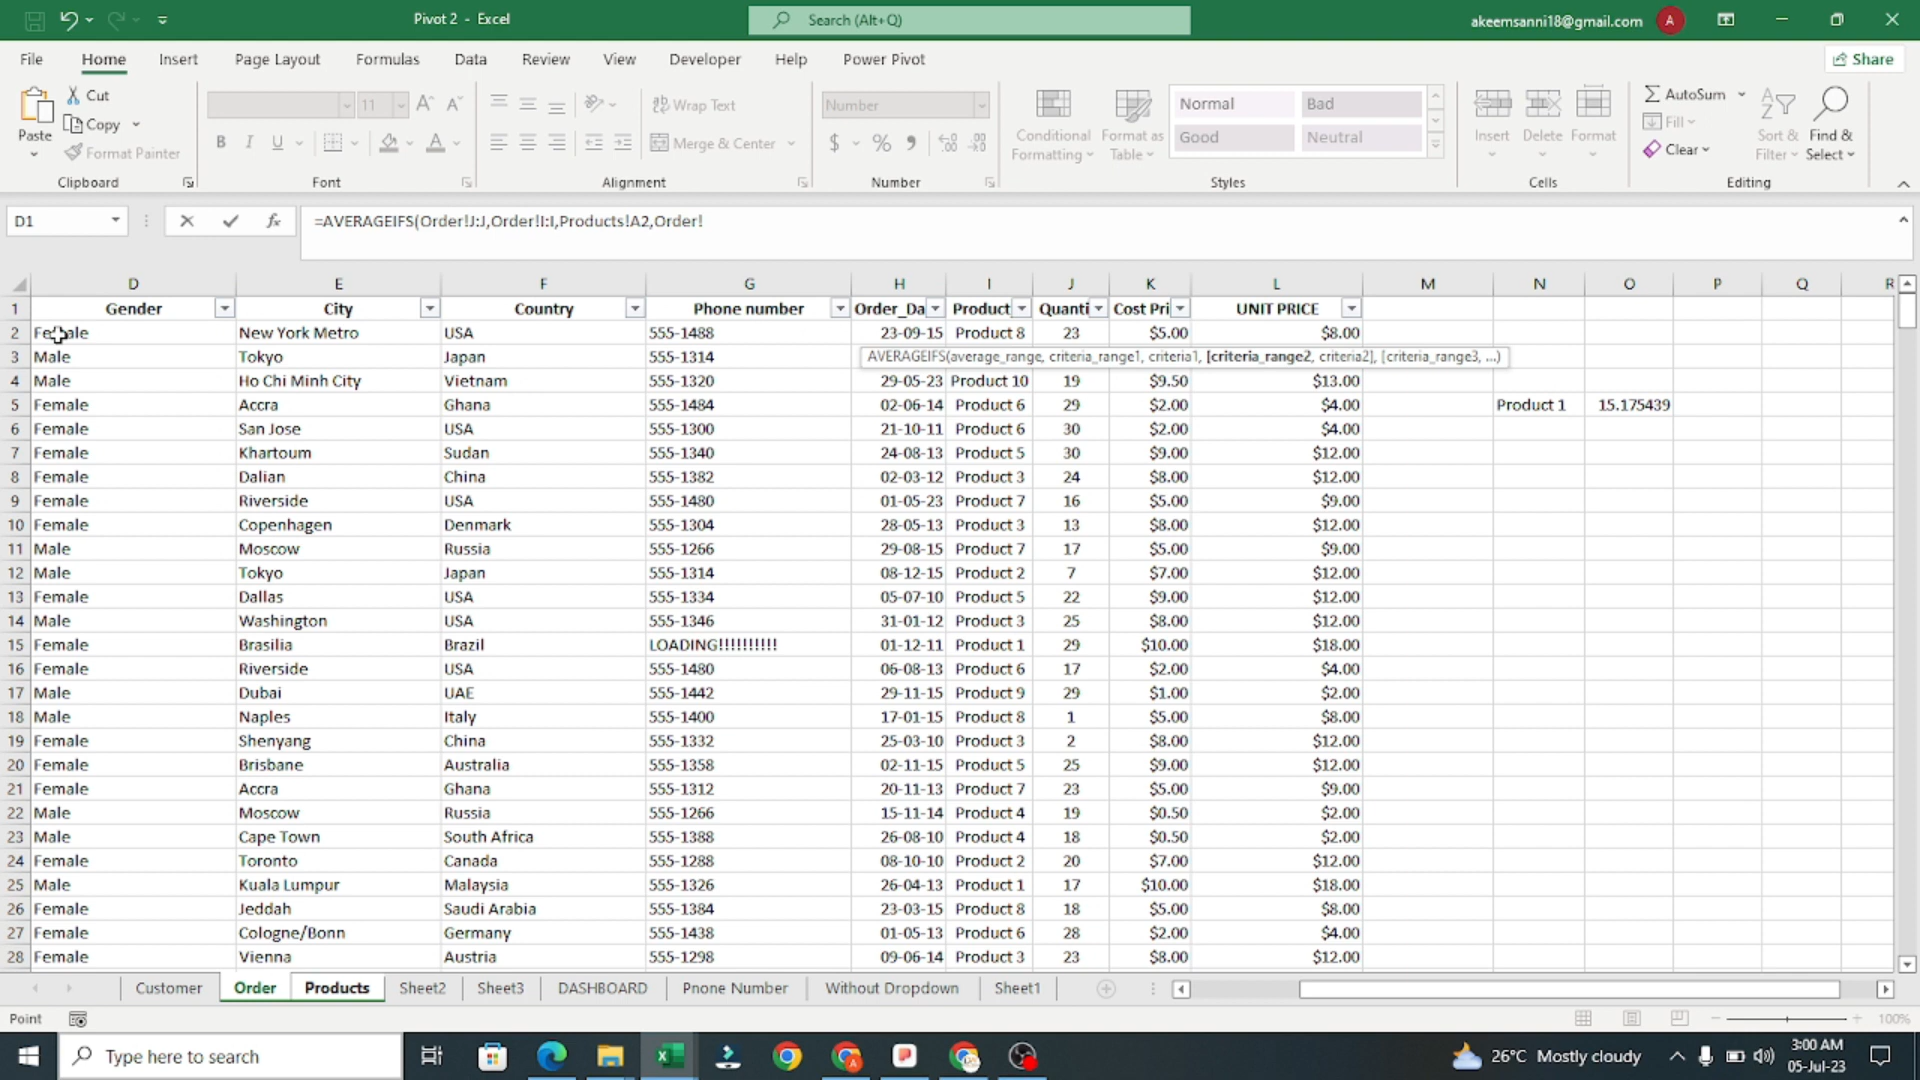 Pivot 2 - Excel
Search (Alt+Q)
akeemsanni18@gmail.com A
File Home Insert Page Layout Formulas Data Review View Developer Help Power Pivot Share
Paste Cut Copy Format Painter Clipboard
11 B I U Font
Wrap Text Merge & Center Alignment
Number $ % Number
Conditional Formatting Format as Table Normal Bad Good Neutral Styles
Insert Delete Format Cells
AutoSum Fill Clear Sort & Filter Find & Select Editing
D1 fx =AVERAGEIFS(Order!J:J,Order!I:I,Products!A2,Order!
D E F G H I J K L M N O P Q R
1 Gender City Country Phone number Order_Da Product Quanti Cost Pri UNIT PRICE
2 Female New York Metro USA 555-1488 23-09-15 Product 8 23 $5.00 $8.00
3 Male Tokyo Japan 555-1314 AVERAGEIFS(average_range, criteria_range1, criteria1, [criteria_range2, criteria2], [criteria_range3, ...)
4 Male Ho Chi Minh City Vietnam 555-1320 29-05-23 Product 10 19 $9.50 $13.00
5 Female Accra Ghana 555-1484 02-06-14 Product 6 29 $2.00 $4.00 Product 1 15.175439
6 Female San Jose USA 555-1300 21-10-11 Product 6 30 $2.00 $4.00
7 Female Khartoum Sudan 555-1340 24-08-13 Product 5 30 $9.00 $12.00
8 Female Dalian China 555-1382 02-03-12 Product 3 24 $8.00 $12.00
9 Female Riverside USA 555-1480 01-05-23 Product 7 16 $5.00 $9.00
10 Female Copenhagen Denmark 555-1304 28-05-13 Product 3 13 $8.00 $12.00
11 Male Moscow Russia 555-1266 29-08-15 Product 7 17 $5.00 $9.00
12 Male Tokyo Japan 555-1314 08-12-15 Product 2 7 $7.00 $12.00
13 Female Dallas USA 555-1334 05-07-10 Product 5 22 $9.00 $12.00
14 Male Washington USA 555-1346 31-01-12 Product 3 25 $8.00 $12.00
15 Female Brasilia Brazil LOADING!!!!!!!!!! 01-12-11 Product 1 29 $10.00 $18.00
16 Female Riverside USA 555-1480 06-08-13 Product 6 17 $2.00 $4.00
17 Male Dubai UAE 555-1442 29-11-15 Product 9 29 $1.00 $2.00
18 Male Naples Italy 555-1400 17-01-15 Product 8 1 $5.00 $8.00
19 Female Shenyang China 555-1332 25-03-10 Product 3 2 $8.00 $12.00
20 Female Brisbane Australia 555-1358 02-11-15 Product 5 25 $9.00 $12.00
21 Female Accra Ghana 555-1312 20-11-13 Product 7 23 $5.00 $9.00
22 Male Moscow Russia 555-1266 15-11-14 Product 4 19 $0.50 $2.00
23 Male Cape Town South Africa 555-1388 26-08-10 Product 4 18 $0.50 $2.00
24 Female Toronto Canada 555-1288 08-10-10 Product 2 20 $7.00 $12.00
25 Male Kuala Lumpur Malaysia 555-1326 26-04-13 Product 1 17 $10.00 $18.00
26 Female Jeddah Saudi Arabia 555-1384 23-03-15 Product 8 18 $5.00 $8.00
27 Female Cologne/Bonn Germany 555-1438 01-05-13 Product 6 28 $2.00 $4.00
28 Female Vienna Austria 555-1298 09-06-14 Product 3 23 $8.00 $12.00
Customer Order Products Sheet2 Sheet3 DASHBOARD Pnone Number Without Dropdown Sheet1
Point 100%
Type here to search 26°C Mostly cloudy 3:00 AM
05-Jul-23